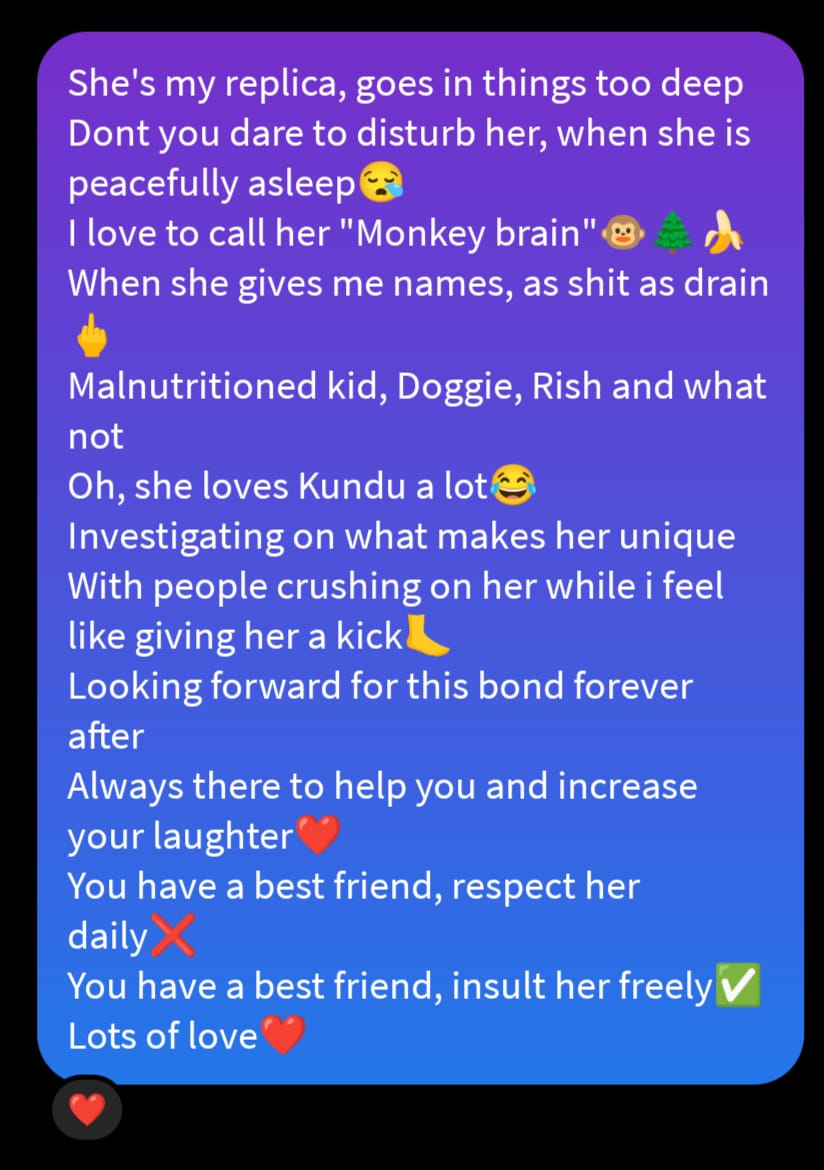 She's my replica, goes in things too deep
Dont you dare to disturb her, when she is
peacefully asleep😪
I love to call her "Monkey brain"🐵🌲🍌
When she gives me names, as shit as drain
🖕
Malnutritioned kid, Doggie, Rish and what
not
Oh, she loves Kundu a lot😂
Investigating on what makes her unique
With people crushing on her while i feel
like giving her a kick🦶
Looking forward for this bond forever
after
Always there to help you and increase
your laughter❤️
You have a best friend, respect her
daily❌
You have a best friend, insult her freely✅
Lots of love❤️
❤️